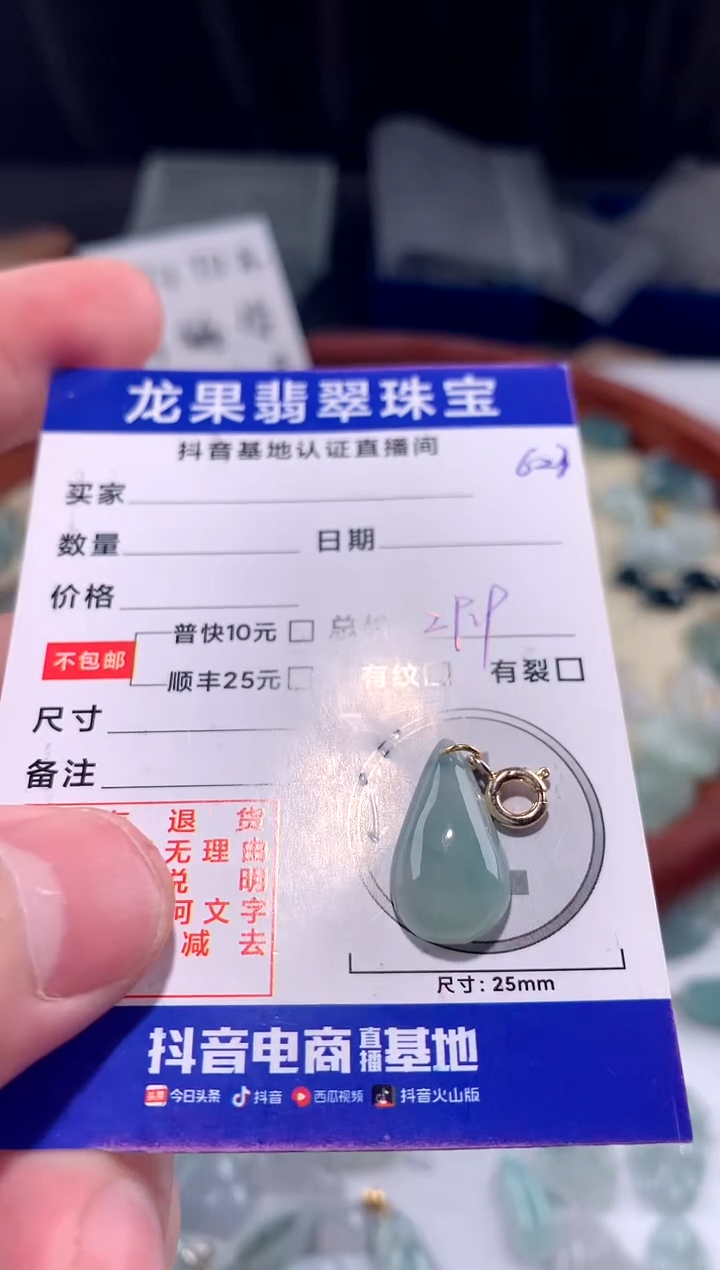 龙果翡翠珠宝
抖音基地认证直播间
买家
数量 日期
价格
普快10元 总
不包邮
顺丰25元 有纹 有裂
尺寸
备注
退 货
无理由
明
何文字
减 去
尺寸：25mm
抖音电商直播基地
头条 今日头条 抖音 西瓜视频 抖音火山版